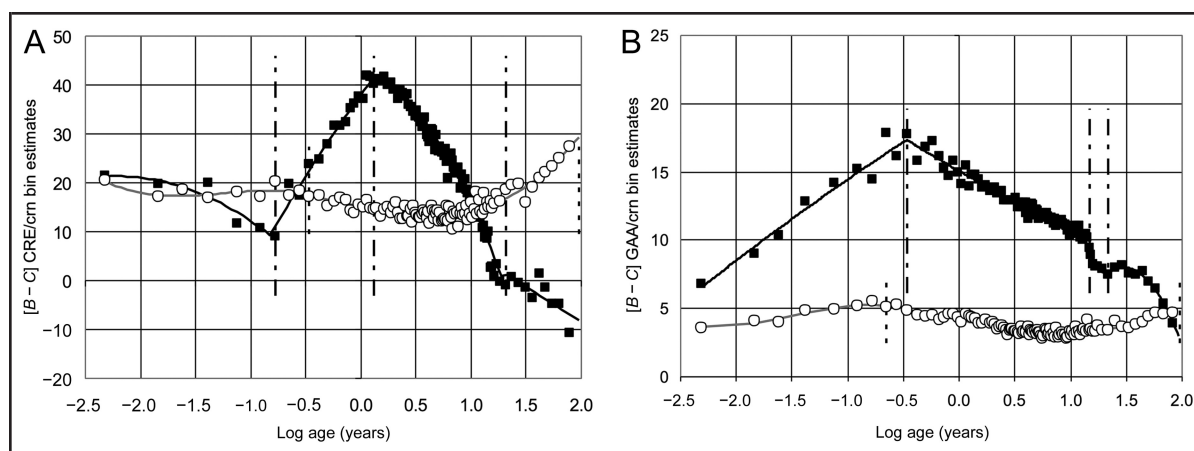 A
[B − C] CRE/crn bin estimates
50
40
30
20
10
0
−10
−20
−2.5 −2.0 −1.5 −1.0 −0.5 0.0 0.5 1.0 1.5 2.0
Log age (years)
B
[B − C] GAA/crn bin estimates
25
20
15
10
5
0
−2.5 −2.0 −1.5 −1.0 −0.5 0.0 0.5 1.0 1.5 2.0
Log age (years)